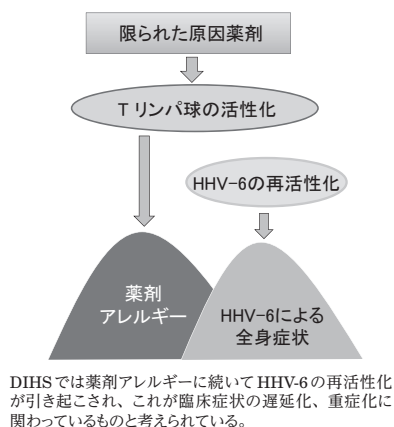 限られた原因薬剤
Tリンパ球の活性化
HHV-6の再活性化
薬剤
アレルギー
HHV-6による
全身症状
DIHSでは薬剤アレルギーに続いてHHV-6の再活性化
が引き起こされ、これが臨床症状の遅延化、重症化に
関わっているものと考えられている。